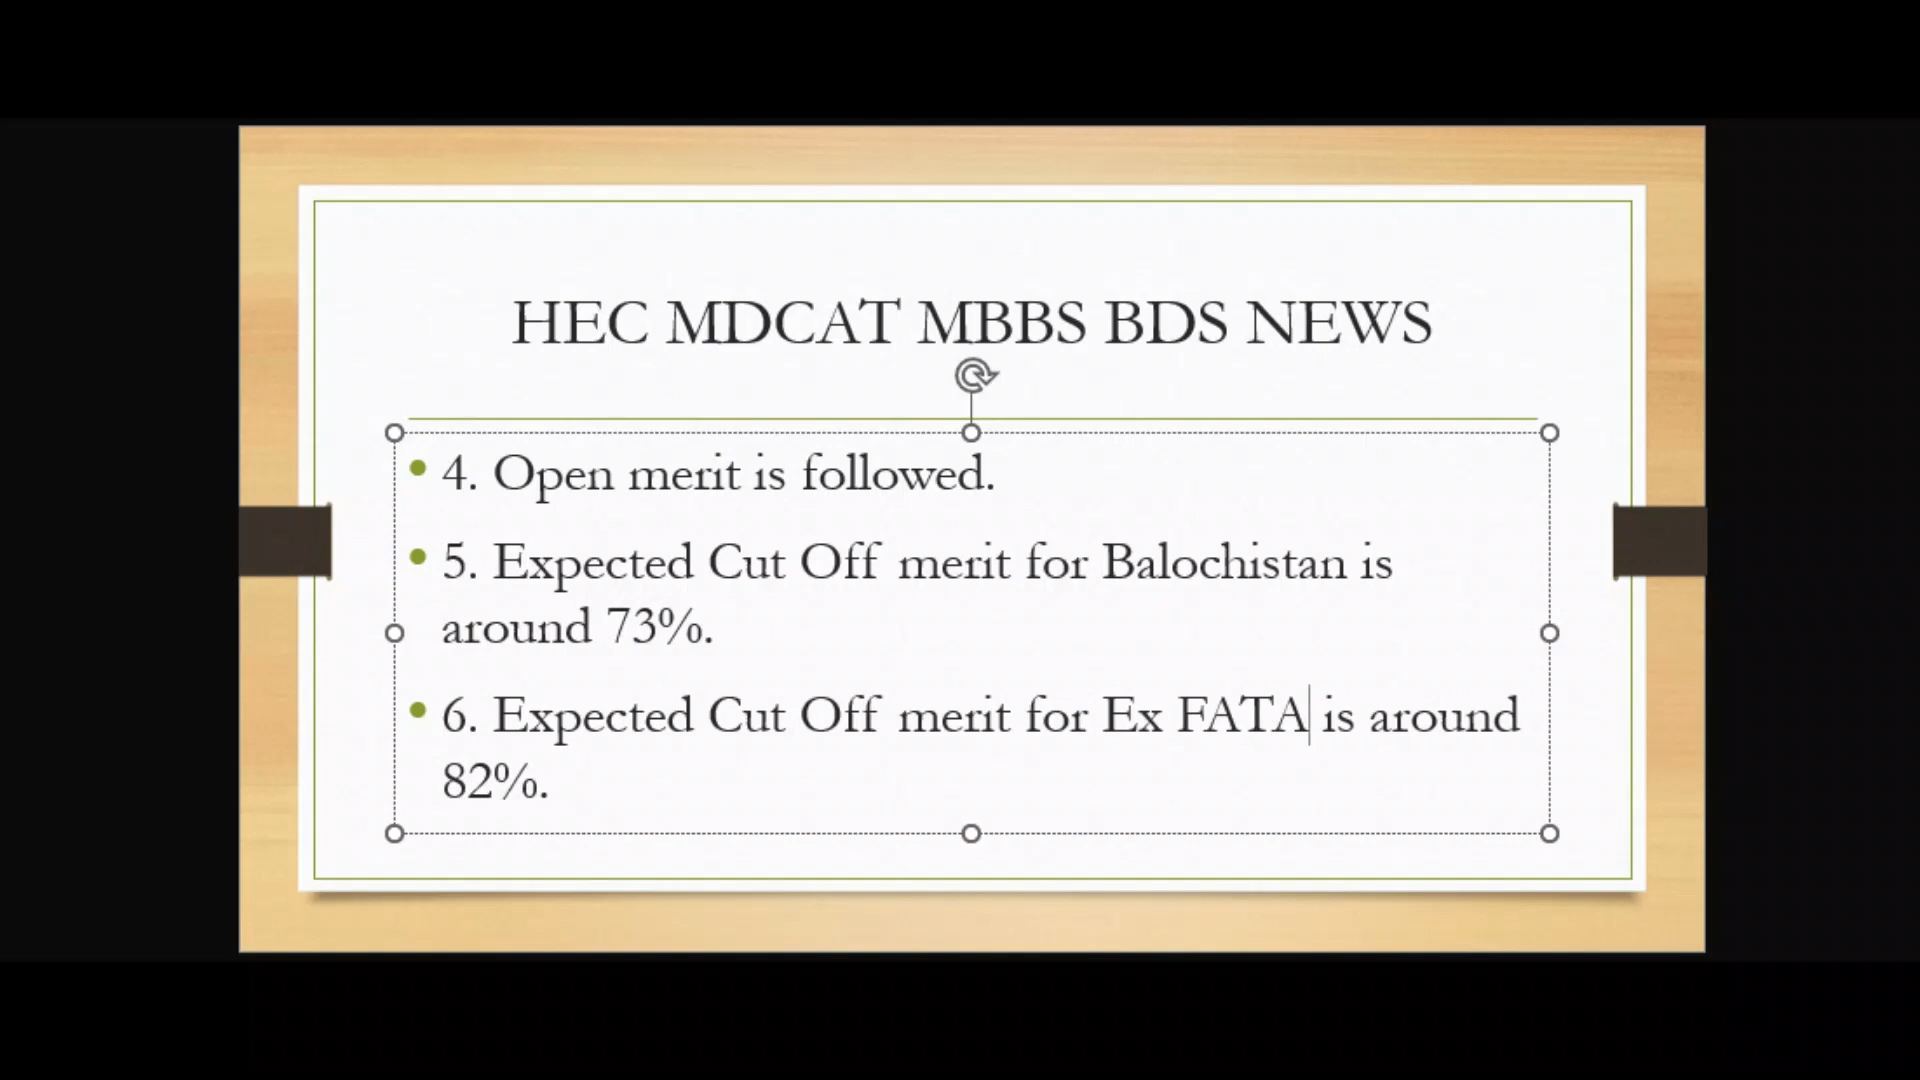 HEC MDCAT MBBS BDS NEWS
4. Open merit is followed.
5. Expected Cut Off merit for Balochistan is
around 73%.
6. Expected Cut Off merit for Ex FATA is around
82%.